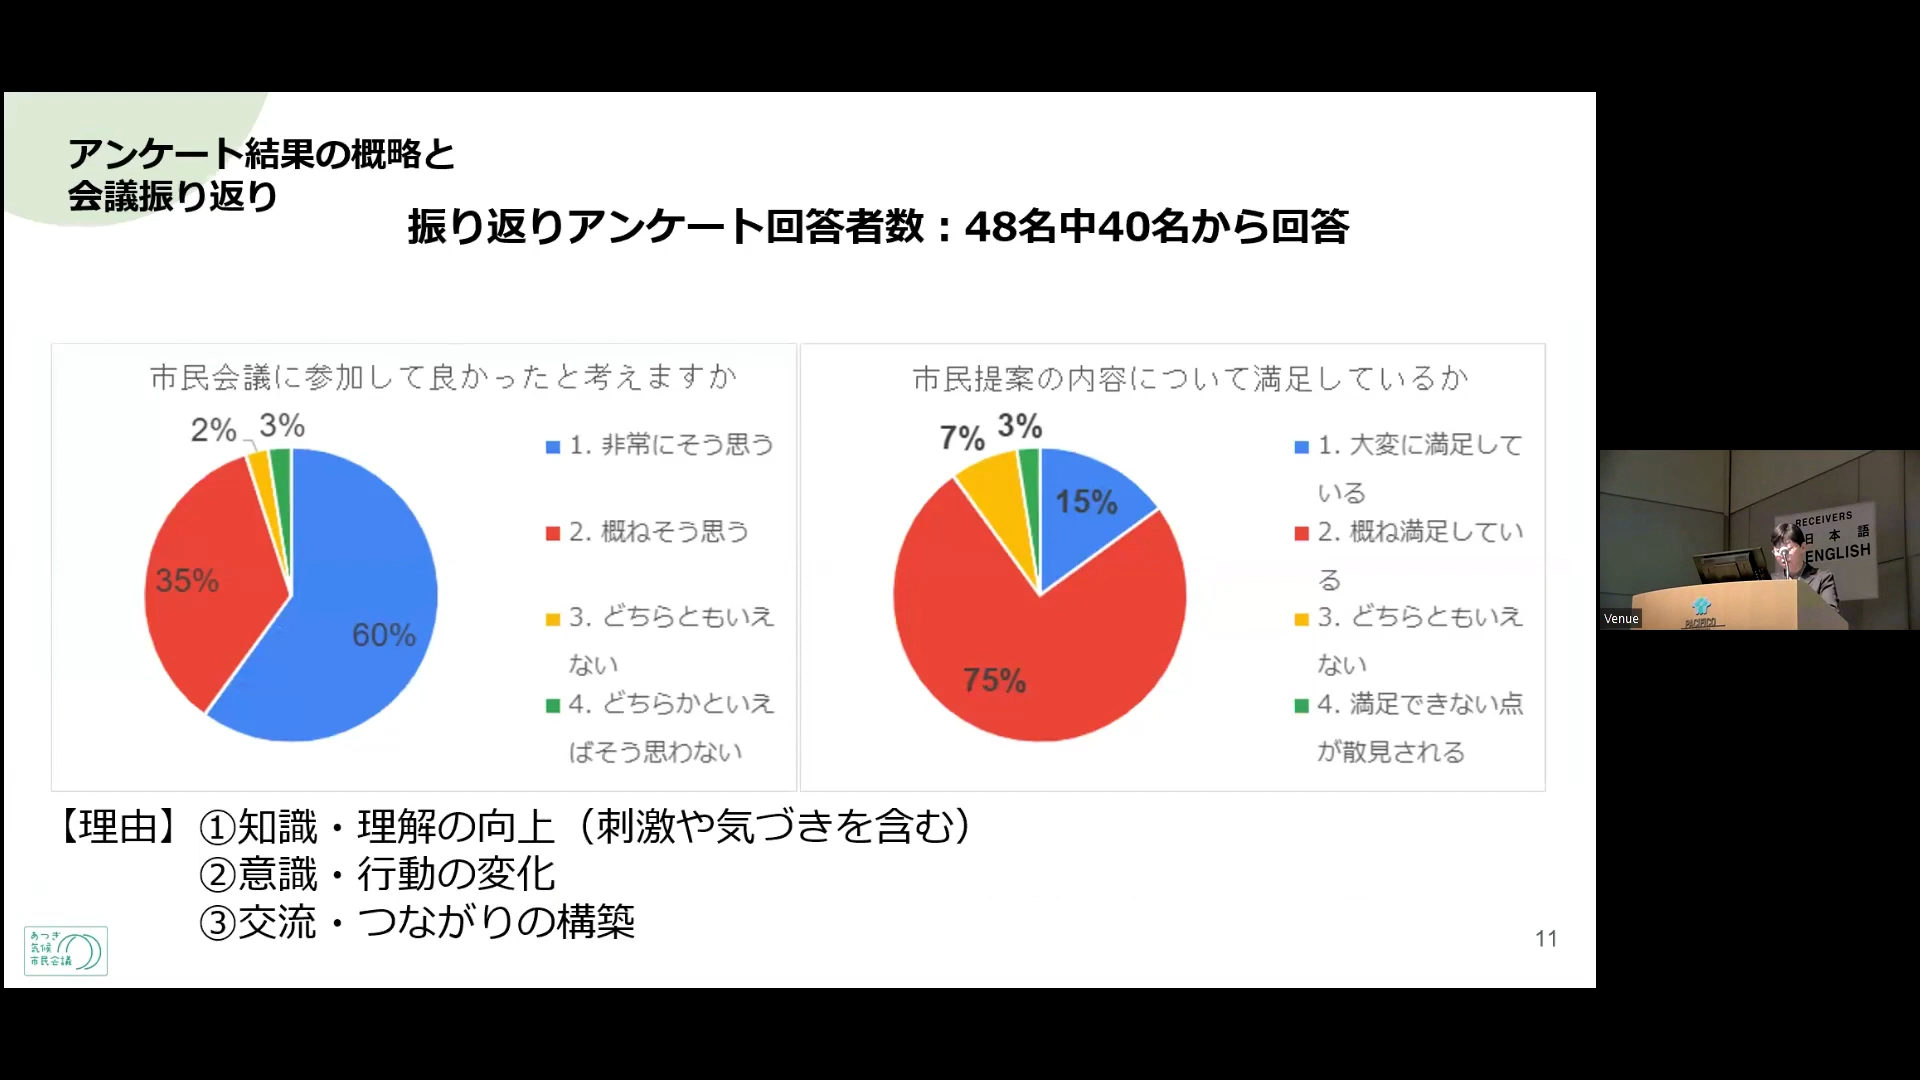 アンケート結果の概略と
会議振り返り
振り返りアンケート回答者数：48名中40名から回答
市民会議に参加して良かったと考えますか
2%
3%
35%
60%
1. 非常にそう思う
2. 概ねそう思う
3. どちらともいえ
ない
4. どちらかといえ
ばそう思わない
市民提案の内容について満足しているか
7%
3%
15%
75%
1. 大変に満足して
いる
2. 概ね満足してい
る
3. どちらともいえ
ない
4. 満足できない点
が散見される
【理由】①知識・理解の向上（刺激や気づきを含む）
②意識・行動の変化
③交流・つながりの構築
あつぎ
気候
市民会議
11
RECEIVERS
日本語
ENGLISH
PACIFICO
Venue